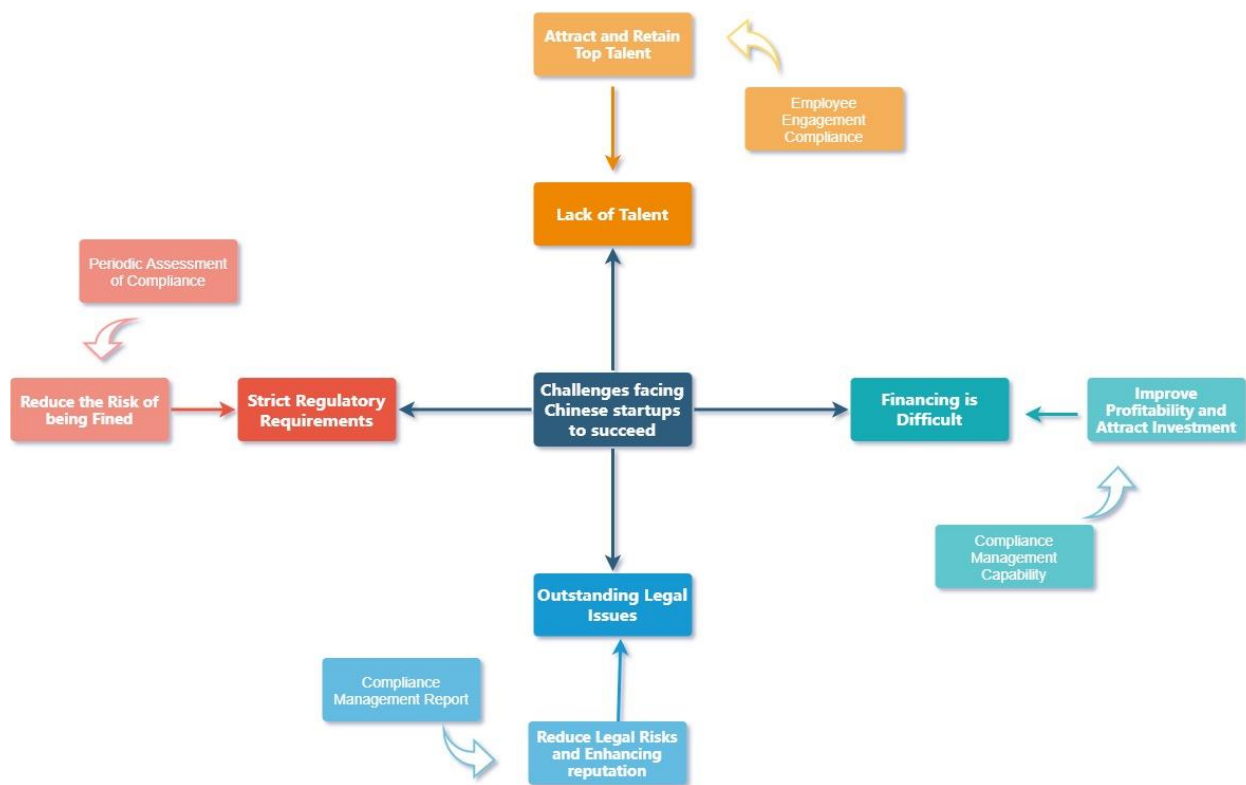 Attract and Retain
Top Talent
Employee
Engagement
Compliance
Lack of Talent
Periodic Assessment
of Compliance
Reduce the Risk of
being Fined
Strict Regulatory
Requirements
Challenges facing
Chinese startups
to succeed
Financing is
Difficult
Improve
Profitability and
Attract Investment
Compliance
Management
Capability
Outstanding Legal
Issues
Compliance
Management Report
Reduce Legal Risks
and Enhancing
reputation